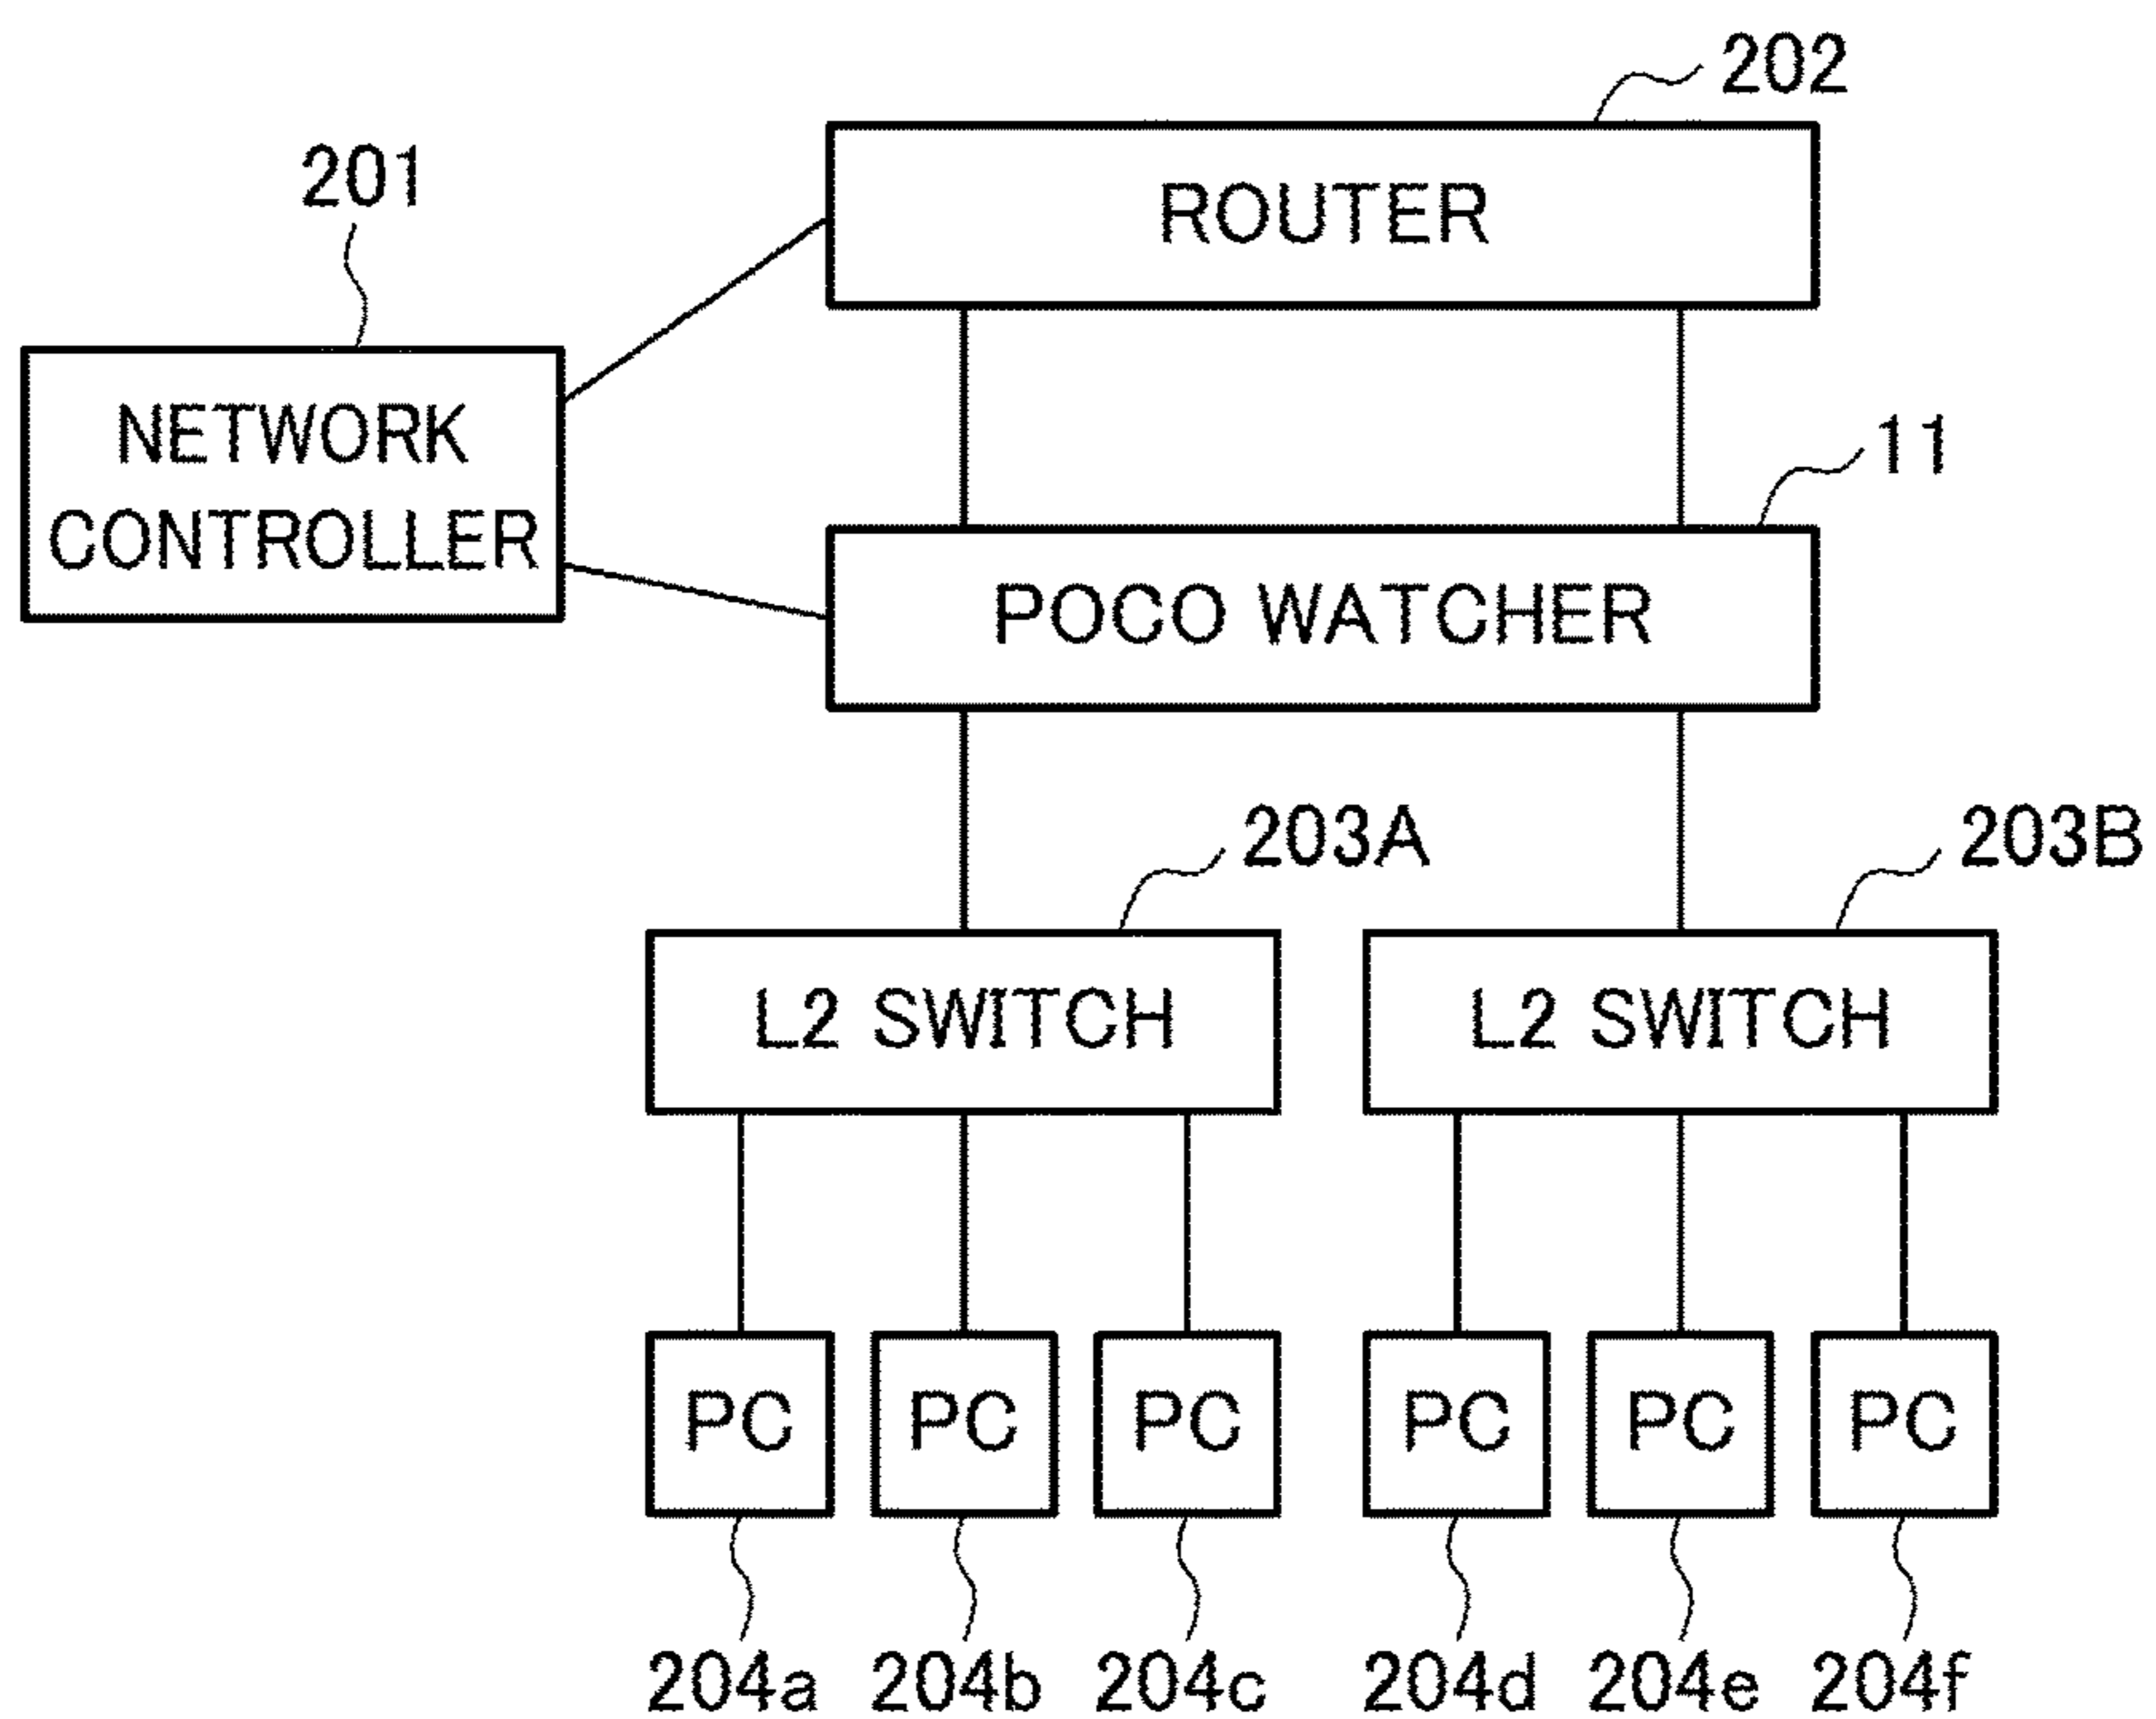 202
201
ROUTER
11
NETWORK
CONTROLLER
POCO WATCHER
203A
203B
L2 SWITCH
L2 SWITCH
PC
PC
PC
PC
PC
PC
204a
204b
204c
204d
204e
204f